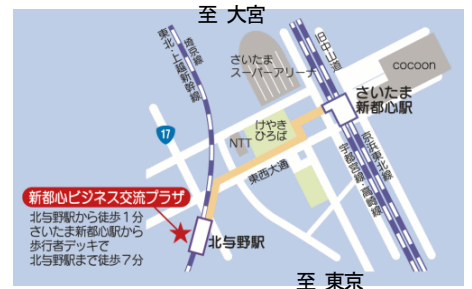 至 大宮
埼京線
東北・上越新幹線
旧中山道
さいたま
スーパーアリーナ
cocoon
さいたま
新都心駅
けやき
ひろば
NTT
17
東西大通
京浜東北線
宇都宮線・高崎線
新都心ビジネス交流プラザ
北与野駅から徒歩1分
さいたま新都心駅から
歩行者デッキで
北与野駅まで徒歩7分
北与野駅
至 東京